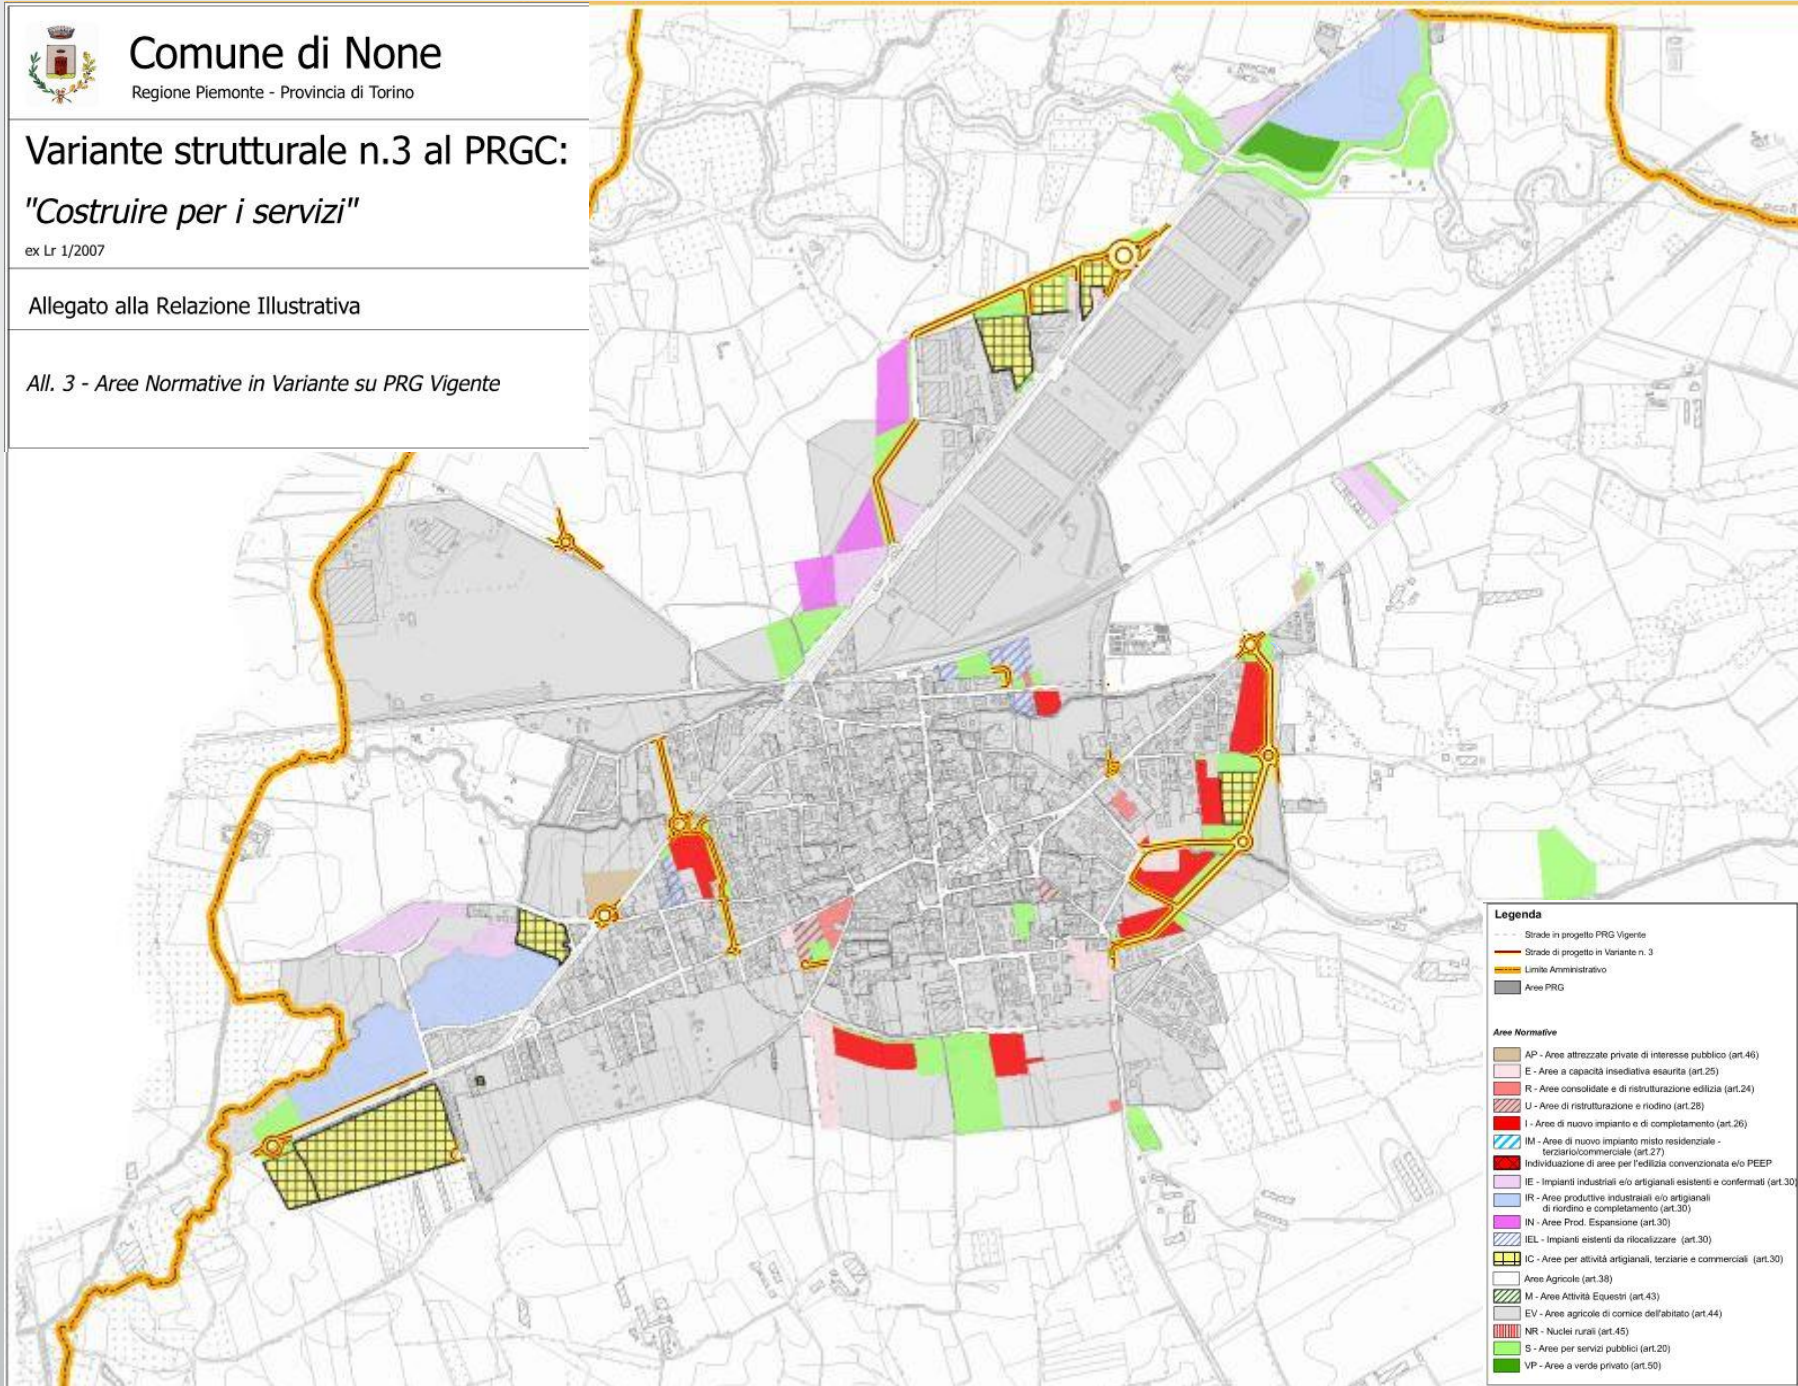 Comune di None
Regione Piemonte - Provincia di Torino
Variante strutturale n.3 al PRGC:
"Costruire per i servizi"
ex Lr 1/2007
Allegato alla Relazione Illustrativa
All. 3 - Aree Normative in Variante su PRG Vigente
Legenda
Strade in progetto PRG Vigente
Strade di progetto in Variante n. 3
Limite Amministrativo
Aree PRG
Aree Normative
AP - Aree attrezzate private di interesse pubblico (art.46)
E - Aree a capacità insediativa esaurita (art.25)
R - Aree consolidate e di ristrutturazione edilizia (art.24)
U - Aree di ristrutturazione e riodino (art.28)
I - Aree di nuovo impianto e di completamento (art.26)
IM - Aree di nuovo impianto misto residenziale -
terziario/commerciale (art.27)
Individuazione di aree per l'edilizia convenzionata e/o PEEP
IE - Impianti industriali e/o artigianali esistenti e confermati (art.30)
IR - Aree produttive industraiali e/o artigianali
di riordino e completamento (art.30)
IN - Aree Prod. Espansione (art.30)
IEL - Impianti eistenti da rilocalizzare (art.30)
IC - Aree per attività artigianali, terziarie e commerciali (art.30)
Aree Agricole (art.38)
M - Aree Attività Equestri (art.43)
EV - Aree agricole di cornice dell'abitato (art.44)
NR - Nuclei rurali (art.45)
S - Aree per servizi pubblici (art.20)
VP - Aree a verde privato (art.50)